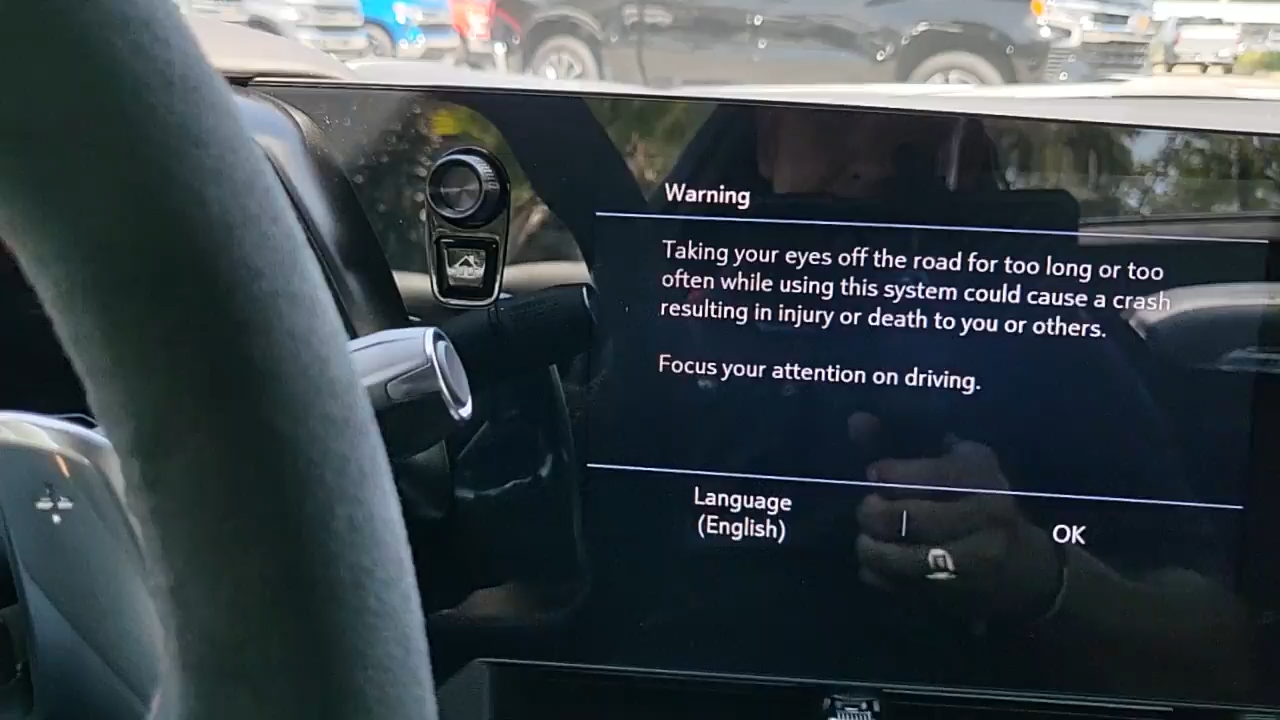 Warning
Taking your eyes off the road for too long or too
often while using this system could cause a crash
resulting in injury or death to you or others.
Focus your attention on driving.
Language
(English)
OK